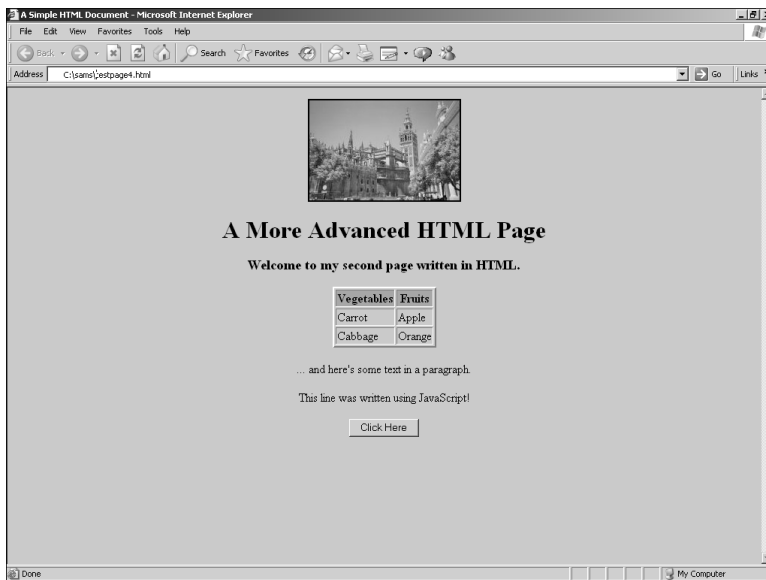 A Simple HTML Document - Microsoft Internet Explorer
File Edit View Favorites Tools Help
Back Search Favorites
Address C:\sams\testpage4.html Go Links
A More Advanced HTML Page
Welcome to my second page written in HTML.
Vegetables Fruits
Carrot Apple
Cabbage Orange
... and here's some text in a paragraph.
This line was written using JavaScript!
Click Here
Done My Computer